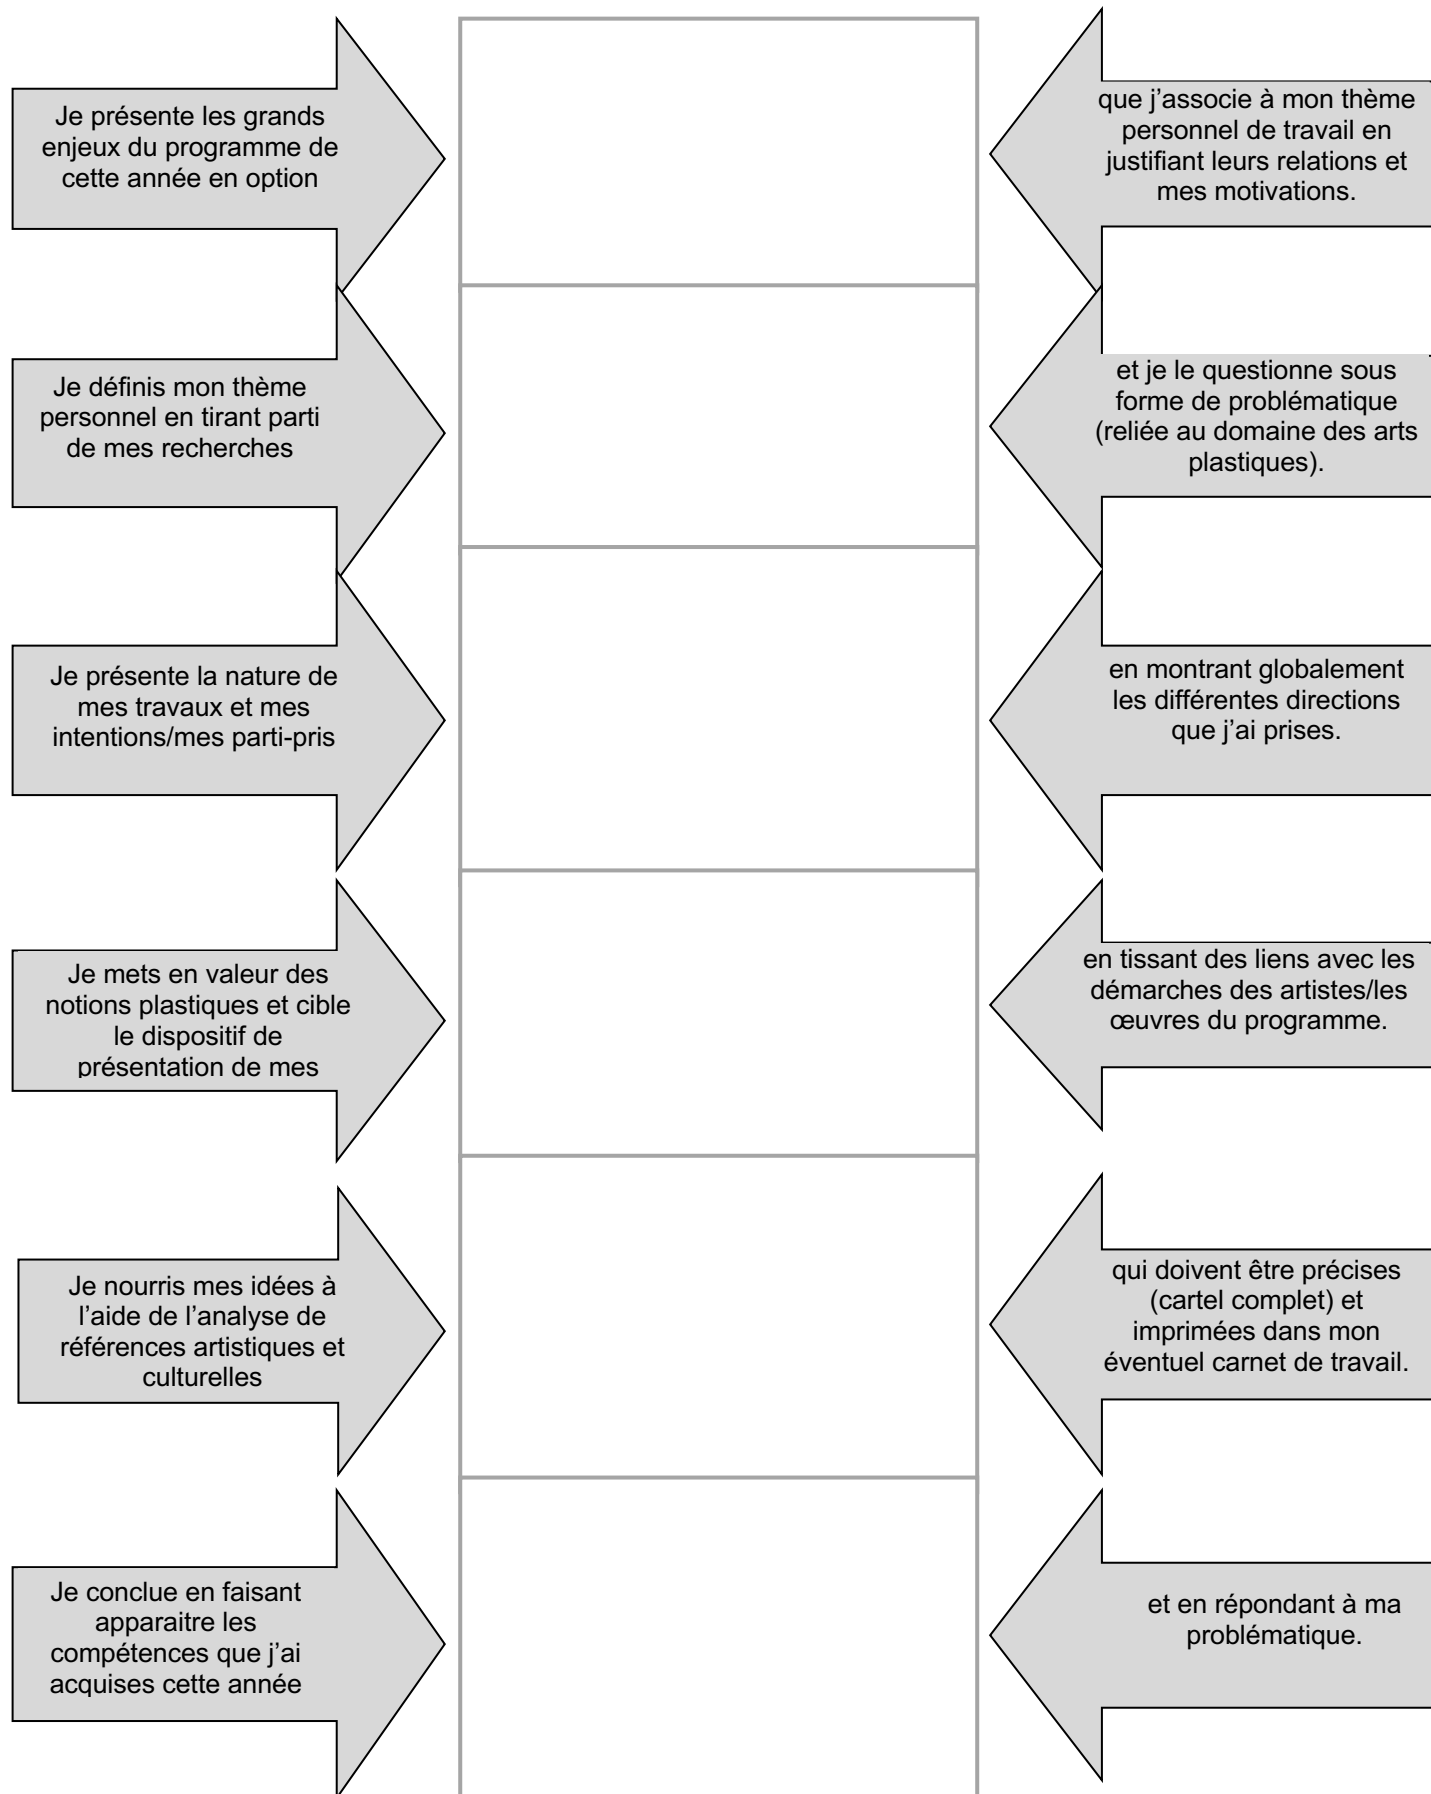 Je présente les grands
enjeux du programme de
cette année en option
que j’associe à mon thème
personnel de travail en
justifiant leurs relations et
mes motivations.
Je définis mon thème
personnel en tirant parti
de mes recherches
et je le questionne sous
forme de problématique
(reliée au domaine des arts
plastiques).
Je présente la nature de
mes travaux et mes
intentions/mes parti-pris
en montrant globalement
les différentes directions
que j’ai prises.
Je mets en valeur des
notions plastiques et cible
le dispositif de
présentation de mes
en tissant des liens avec les
démarches des artistes/les
œuvres du programme.
Je nourris mes idées à
l’aide de l’analyse de
références artistiques et
culturelles
qui doivent être précises
(cartel complet) et
imprimées dans mon
éventuel carnet de travail.
Je conclue en faisant
apparaitre les
compétences que j’ai
acquises cette année
et en répondant à ma
problématique.